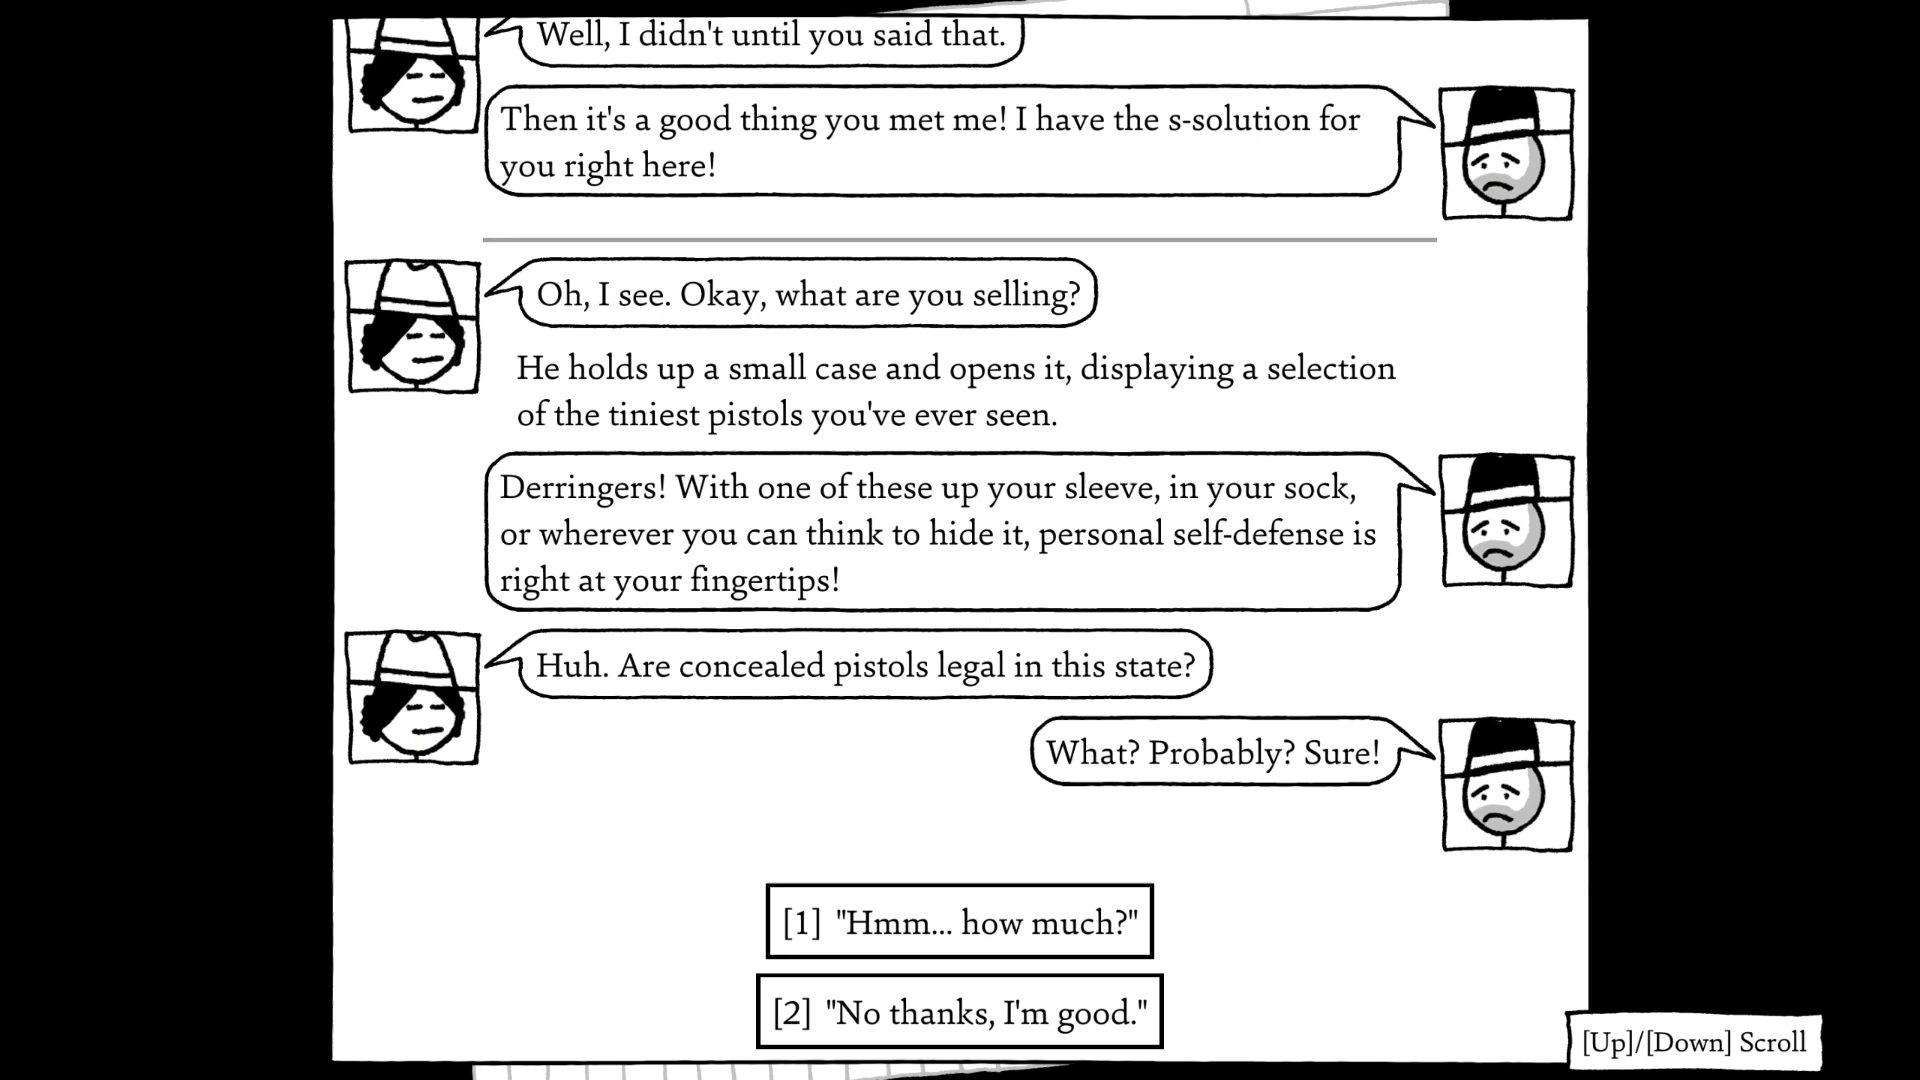 Well, I didn't until you said that.
Then it's a good thing you met me! I have the s-solution for
you right here!
Oh, I see. Okay, what are you selling?
He holds up a small case and opens it, displaying a selection
of the tiniest pistols you've ever seen.
Derringers! With one of these up your sleeve, in your sock,
or wherever you can think to hide it, personal self-defense is
right at your fingertips!
Huh. Are concealed pistols legal in this state?
What? Probably? Sure!
[1] "Hmm... how much?"
[2] "No thanks, I'm good."
[Up]/[Down] Scroll